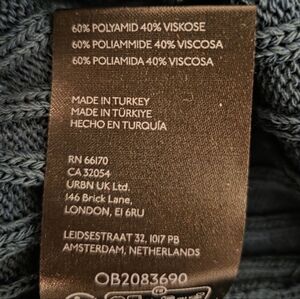 60% POLYAMID 40% VISKOSE
60% POLIAMMIDE 40% VISCOSA
60% POLIAMIDA 40% VISCOSA
MADE IN TURKEY
MADE IN TÜRKİYE
HECHO EN TURQUÍA
RN 66170
CA 32054
URBN UK Ltd.
146 Brick Lane,
LONDON, E1 6RU
LEIDSESTRAAT 32, 1017 PB
AMSTERDAM, NETHERLANDS
OB2083690